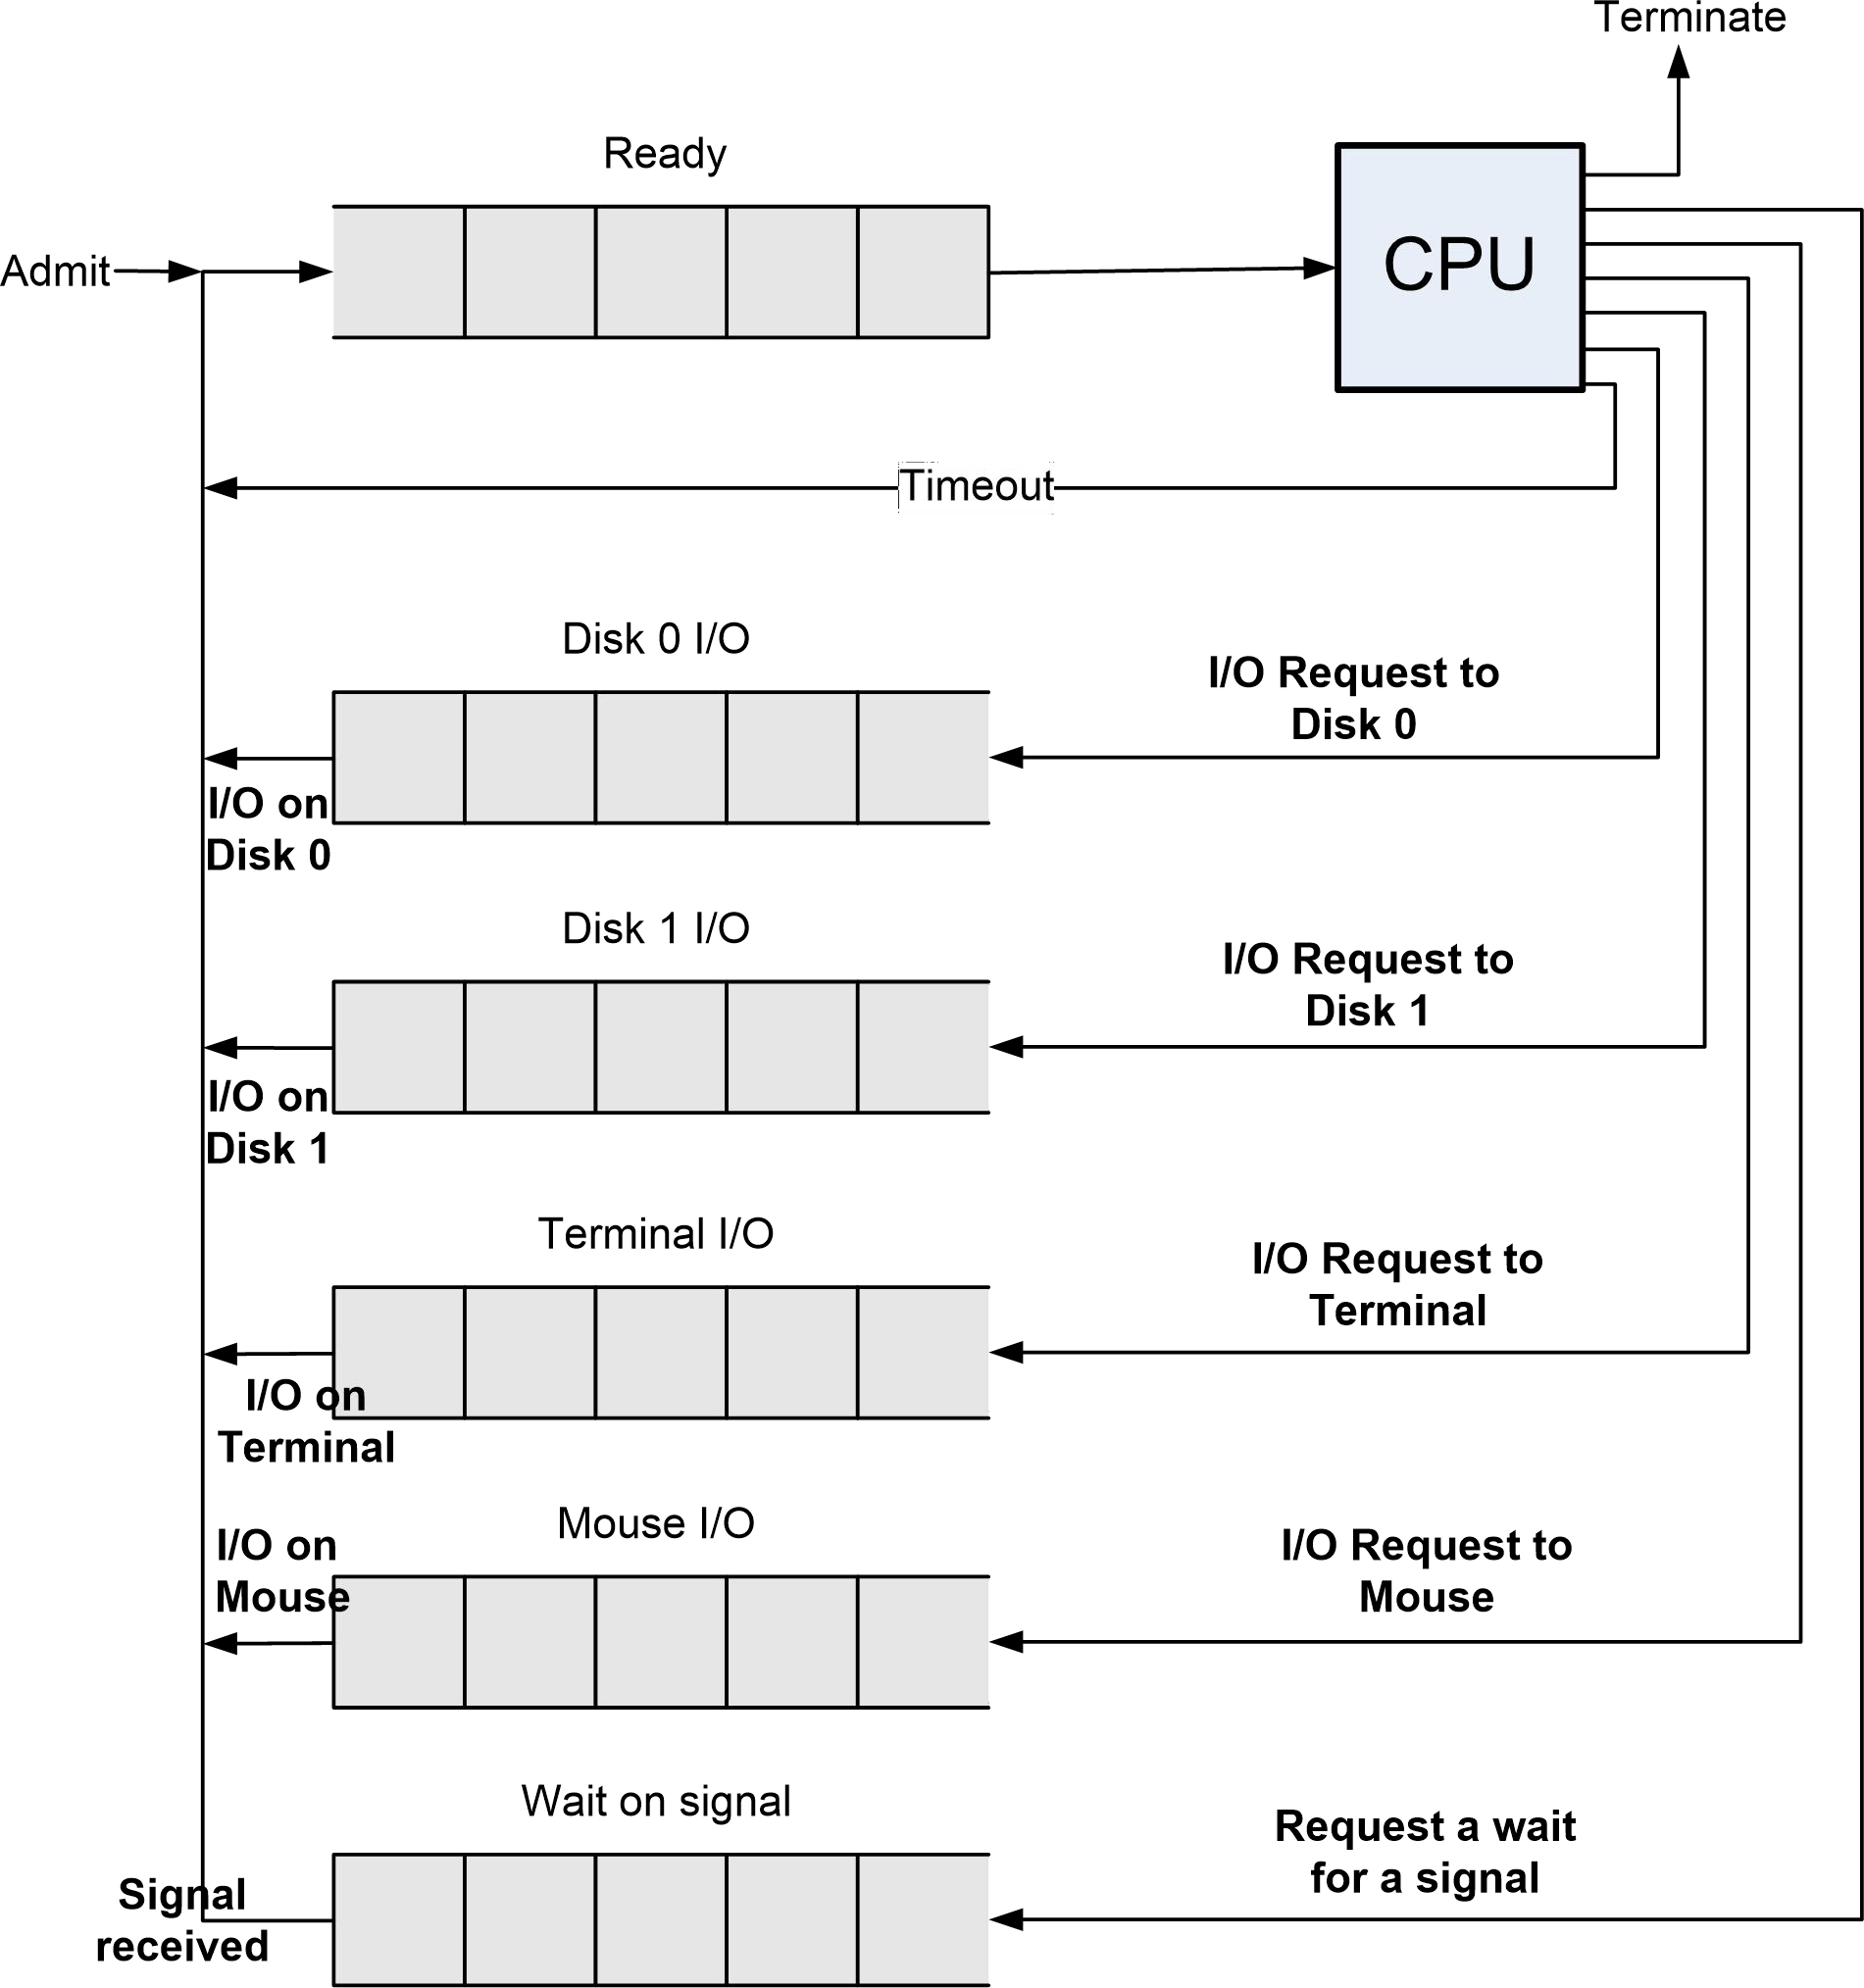 Terminate
Ready
Admit
CPU
Timeout
Disk 0 I/O
I/O Request to
Disk 0
I/O on
Disk 0
Disk 1 I/O
I/O Request to
Disk 1
I/O on
Disk 1
Terminal I/O
I/O Request to
Terminal
I/O on
Terminal
Mouse I/O
I/O on
Mouse
I/O Request to
Mouse
Wait on signal
Request a wait
for a signal
Signal
received